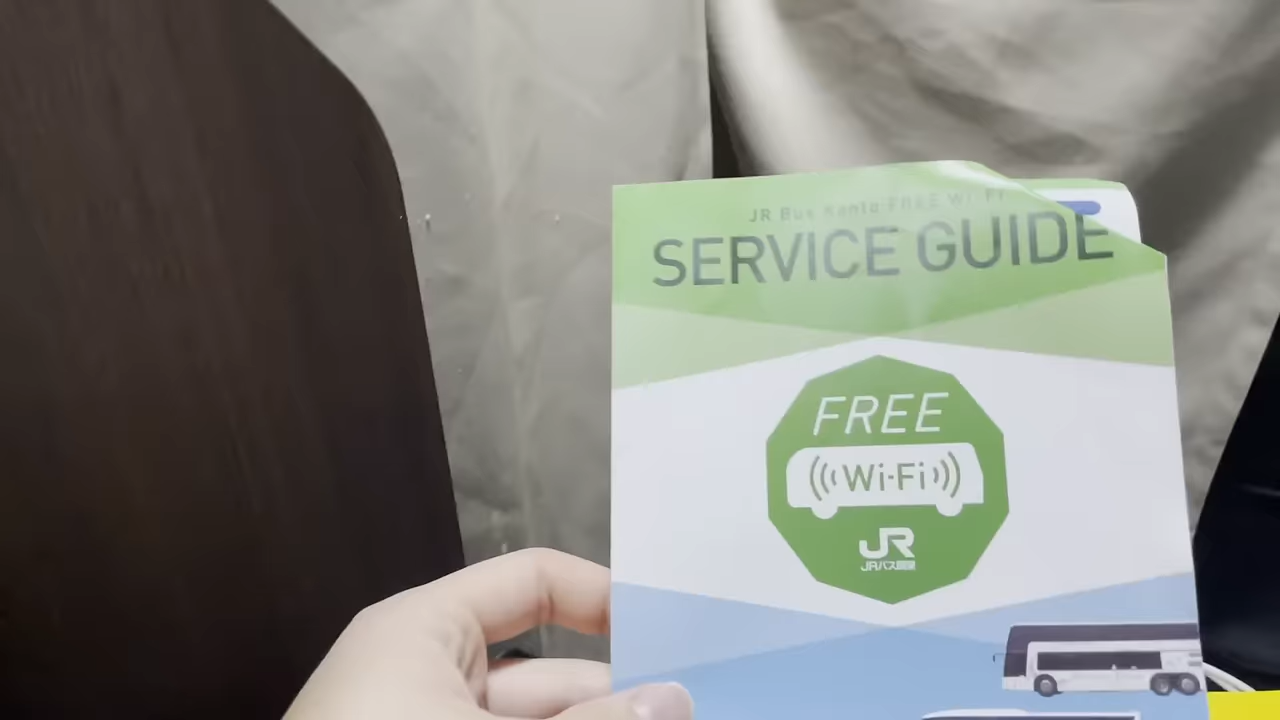 JR Bus Kanto FREE Wi-Fi
SERVICE GUIDE
FREE
Wi-Fi
JR
JRバス関東